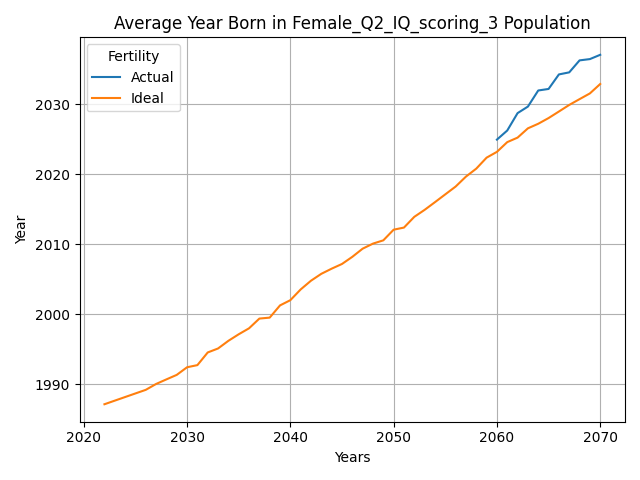 Average Year Born in Female_Q2_IQ_scoring_3 Population
Fertility
Actual
Ideal
Year
2030
2020
2010
2000
1990
2020 2030 2040 2050 2060 2070
Years